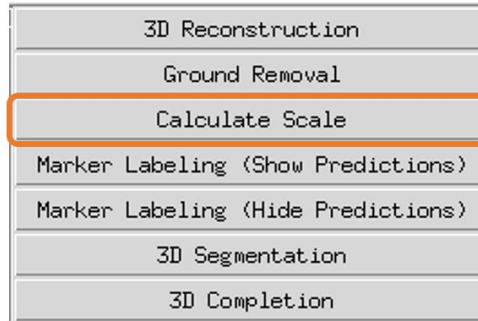 3D Reconstruction
Ground Removal
Calculate Scale
Marker Labeling (Show Predictions)
Marker Labeling (Hide Predictions)
3D Segmentation
3D Completion